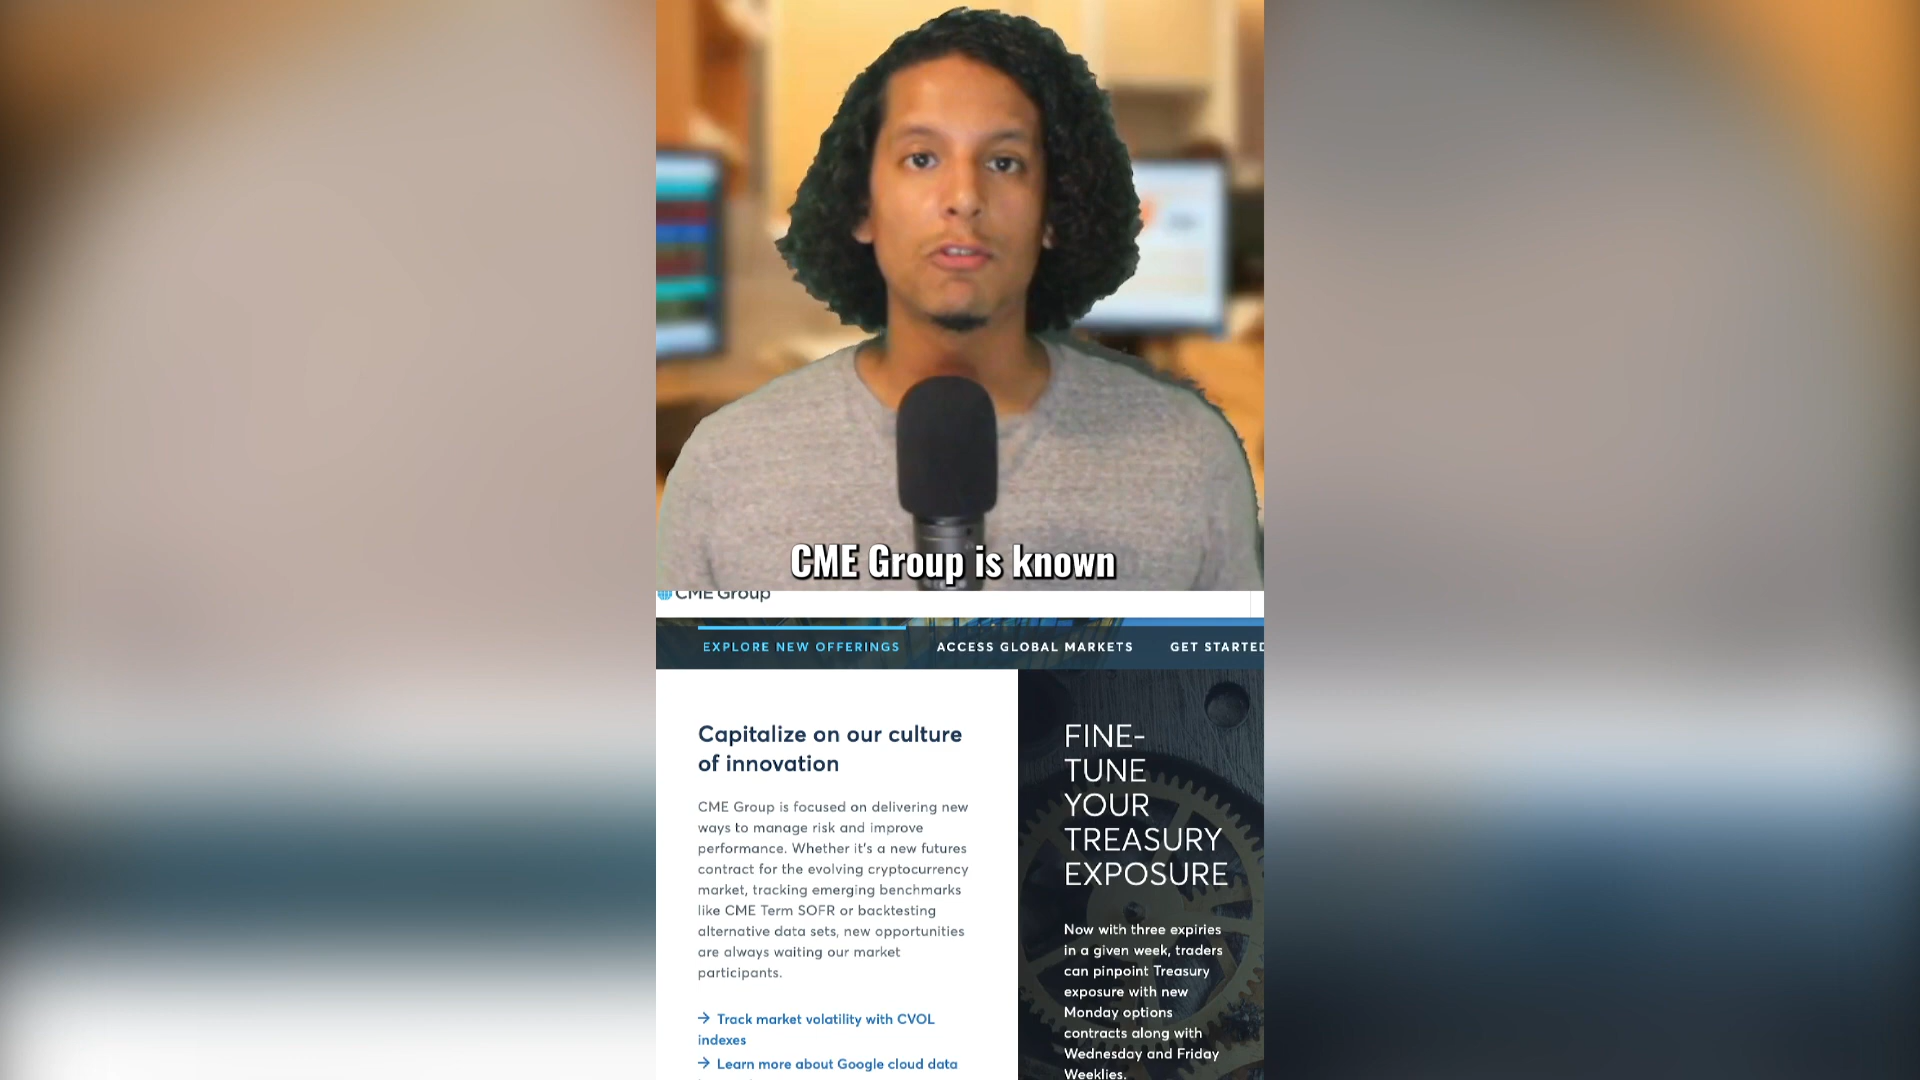 CME Group is known
CME Group
EXPLORE NEW OFFERINGS
ACCESS GLOBAL MARKETS
GET STARTED
Capitalize on our culture
of innovation
CME Group is focused on delivering new
ways to manage risk and improve
performance. Whether it's a new futures
contract for the evolving cryptocurrency
market, tracking emerging benchmarks
like CME Term SOFR or backtesting
alternative data sets, new opportunities
are always waiting our market
participants.
→ Track market volatility with CVOL
indexes
→ Learn more about Google cloud data
FINE-
TUNE
YOUR
TREASURY
EXPOSURE
Now with three expiries
in a given week, traders
can pinpoint Treasury
exposure with new
Monday options
contracts along with
Wednesday and Friday
Weeklies.